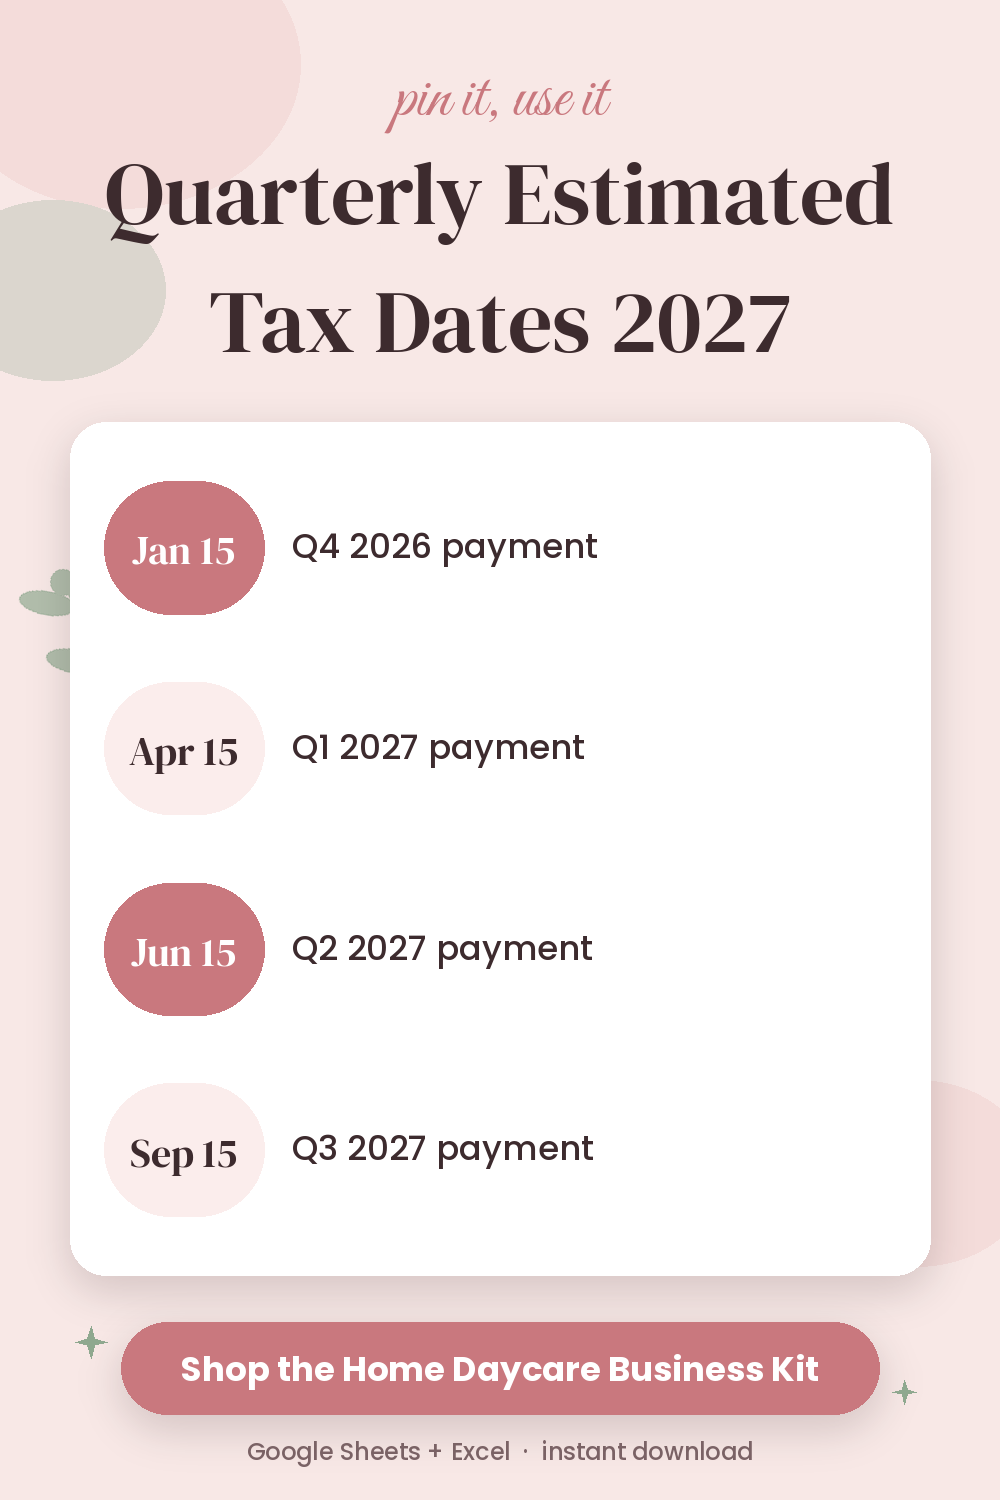 pin it, use it
Quarterly Estimated
Tax Dates 2027
Jan 15 Q4 2026 payment
Apr 15 Q1 2027 payment
Jun 15 Q2 2027 payment
Sep 15 Q3 2027 payment
Shop the Home Daycare Business Kit
Google Sheets + Excel · instant download